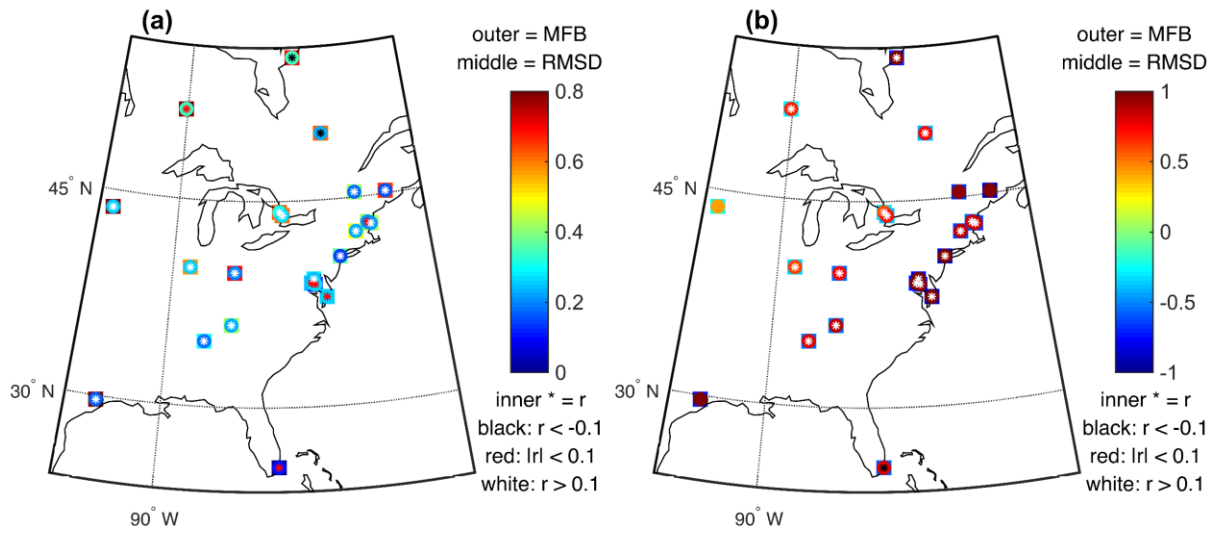 (a)
outer = MFB
middle = RMSD
0.8
0.6
0.4
0.2
0
45° N
30° N
90° W
inner * = r
black: r < -0.1
red: |r| < 0.1
white: r > 0.1
(b)
outer = MFB
middle = RMSD
1
0.5
0
-0.5
-1
45° N
30° N
90° W
inner * = r
black: r < -0.1
red: |r| < 0.1
white: r > 0.1